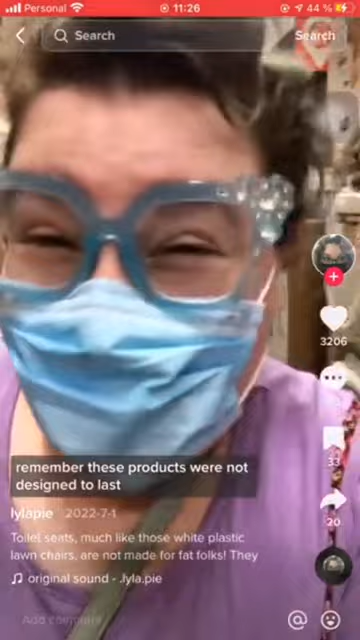 Personal 11:26 44 %
Search Search
3206
remember these products were not
designed to last
33
lylapie 2022-7-1
20
Toilet seats, much like those white plastic
lawn chairs, are not made for fat folks! They
original sound - .lyla.pie
Add comment